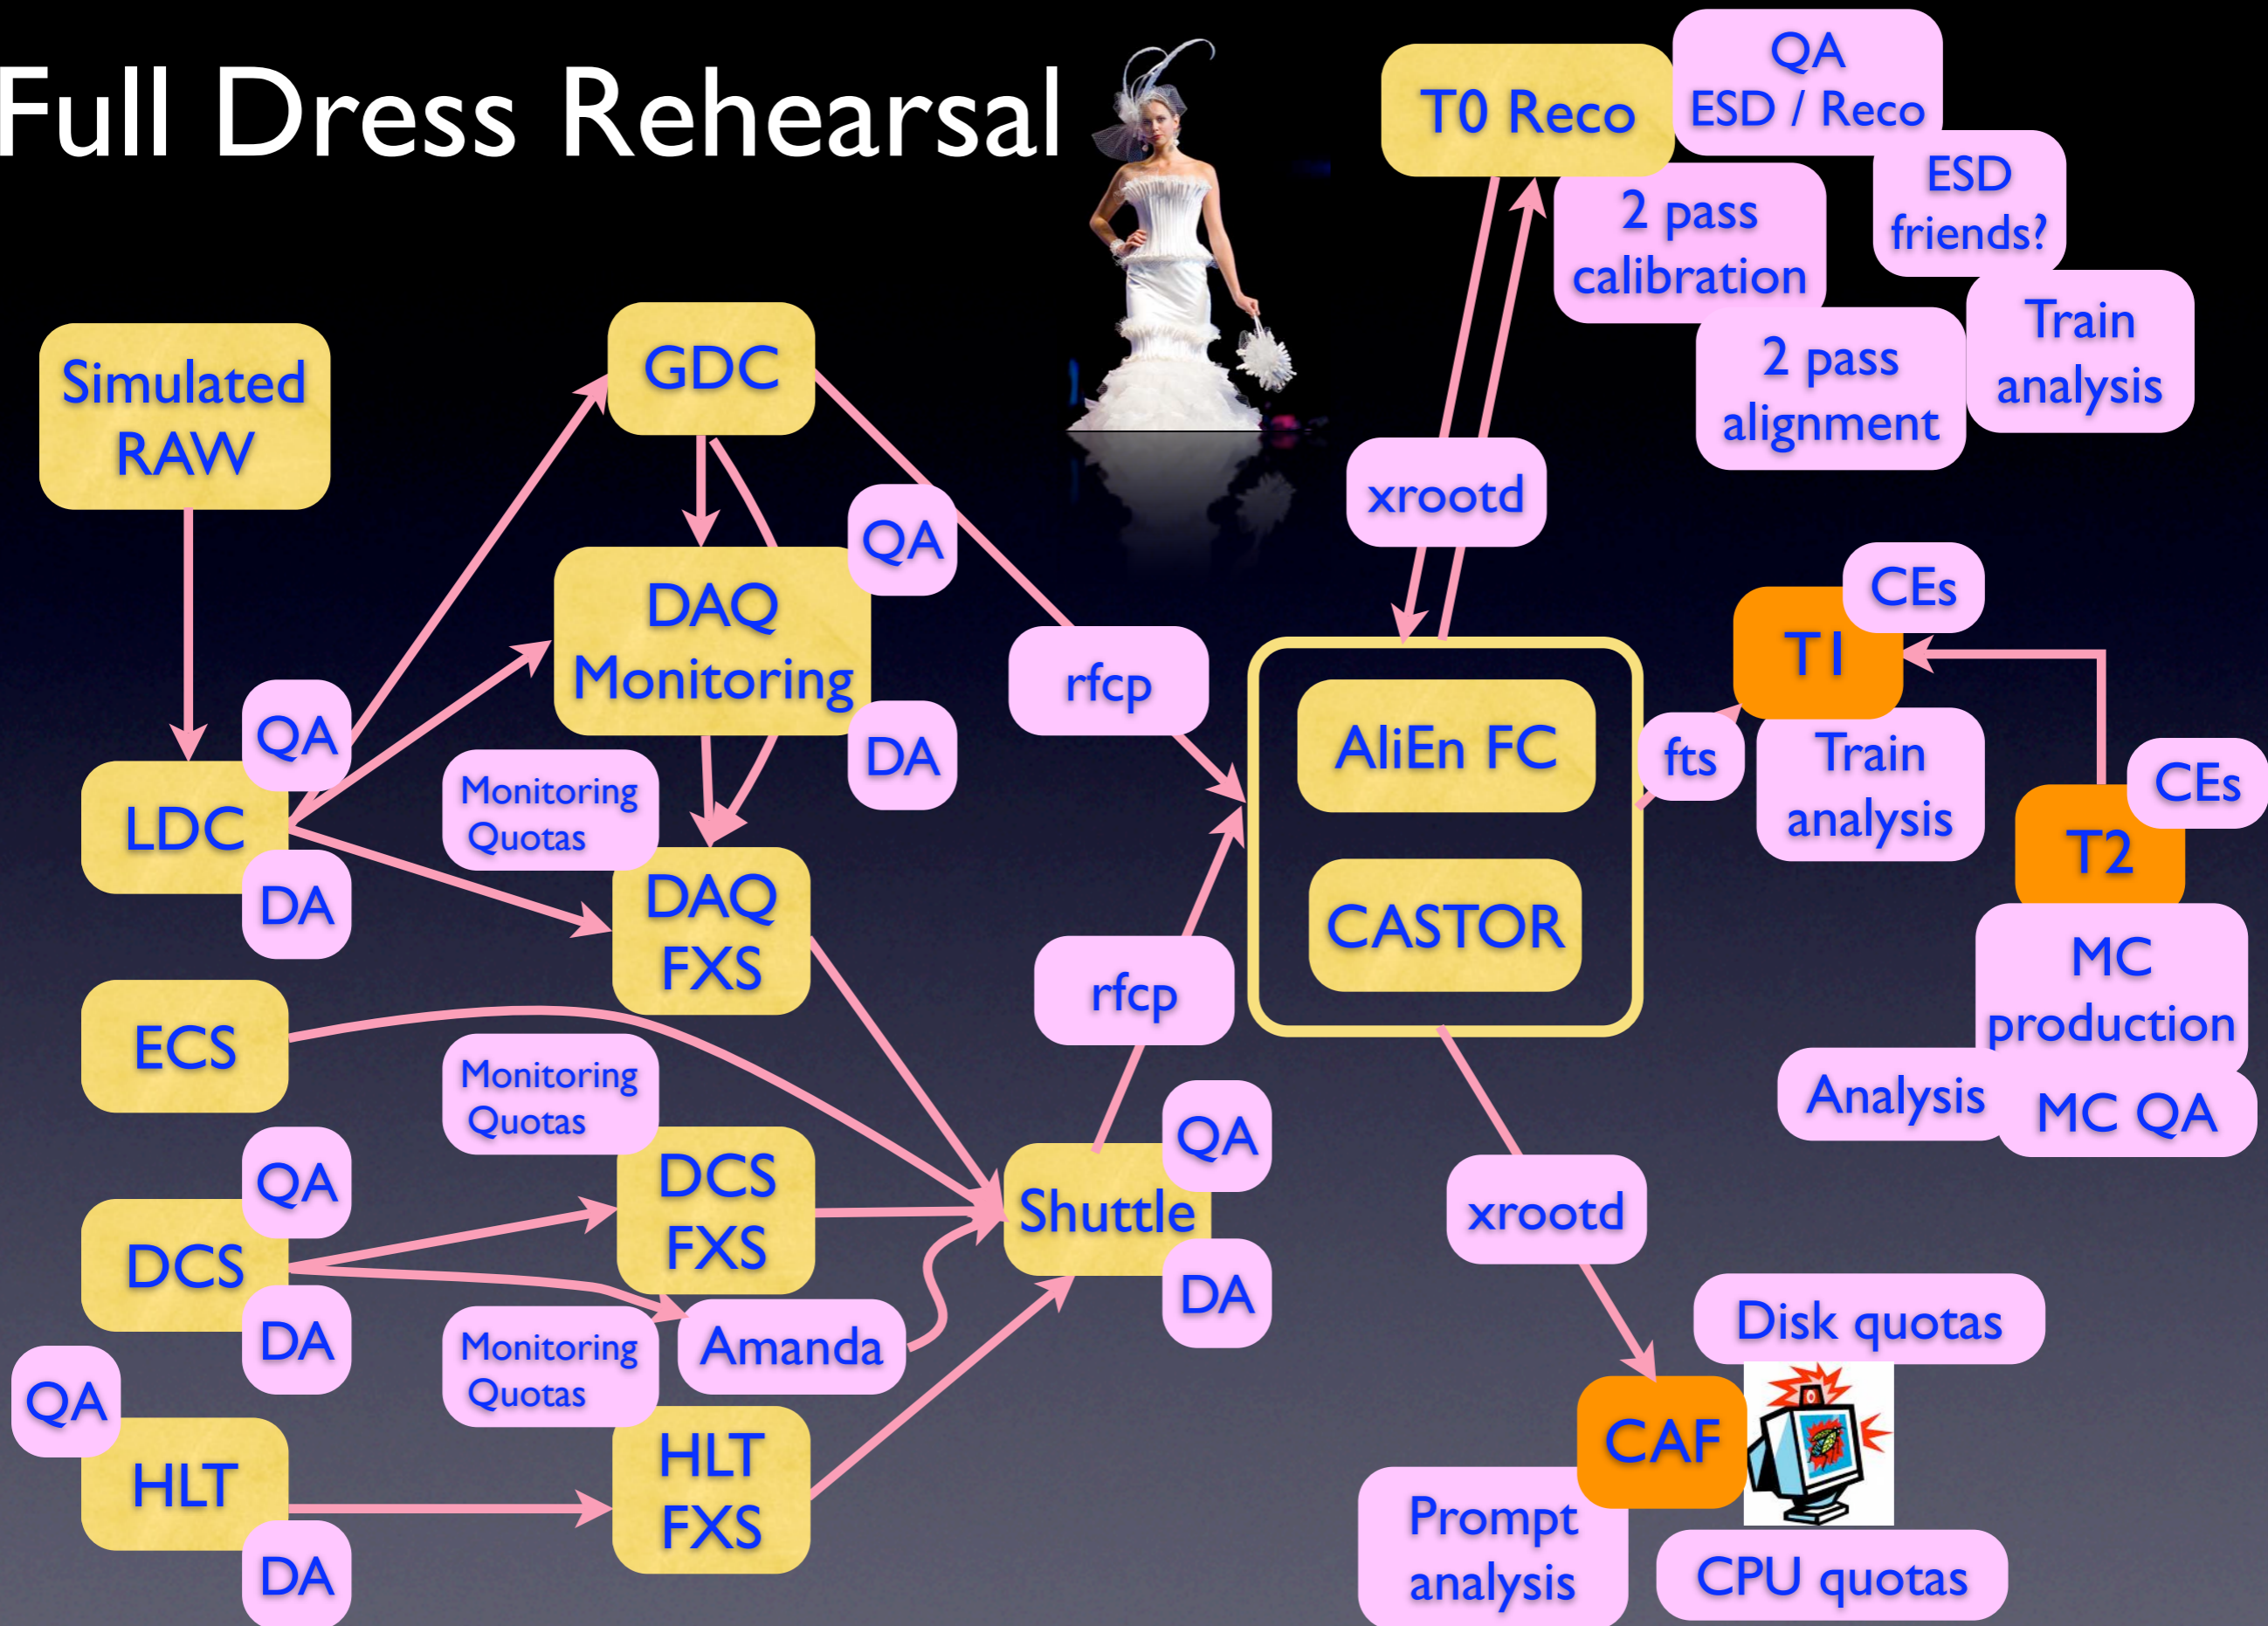 Full Dress Rehearsal
T0 Reco
QA
ESD / Reco
ESD
friends?
2 pass
calibration
Train
analysis
2 pass
alignment
Simulated
RAW
GDC
xrootd
QA
DAQ
Monitoring
DA
rfcp
CEs
T1
AliEn FC
fts
Train
analysis
CEs
T2
QA
LDC
DA
Monitoring
Quotas
DAQ
FXS
CASTOR
MC
production
Analysis
MC QA
ECS
rfcp
Monitoring
Quotas
QA
DCS
DA
DCS
FXS
QA
Shuttle
DA
xrootd
Amanda
Monitoring
Quotas
Disk quotas
QA
HLT
DA
HLT
FXS
CAF
Prompt
analysis
CPU quotas